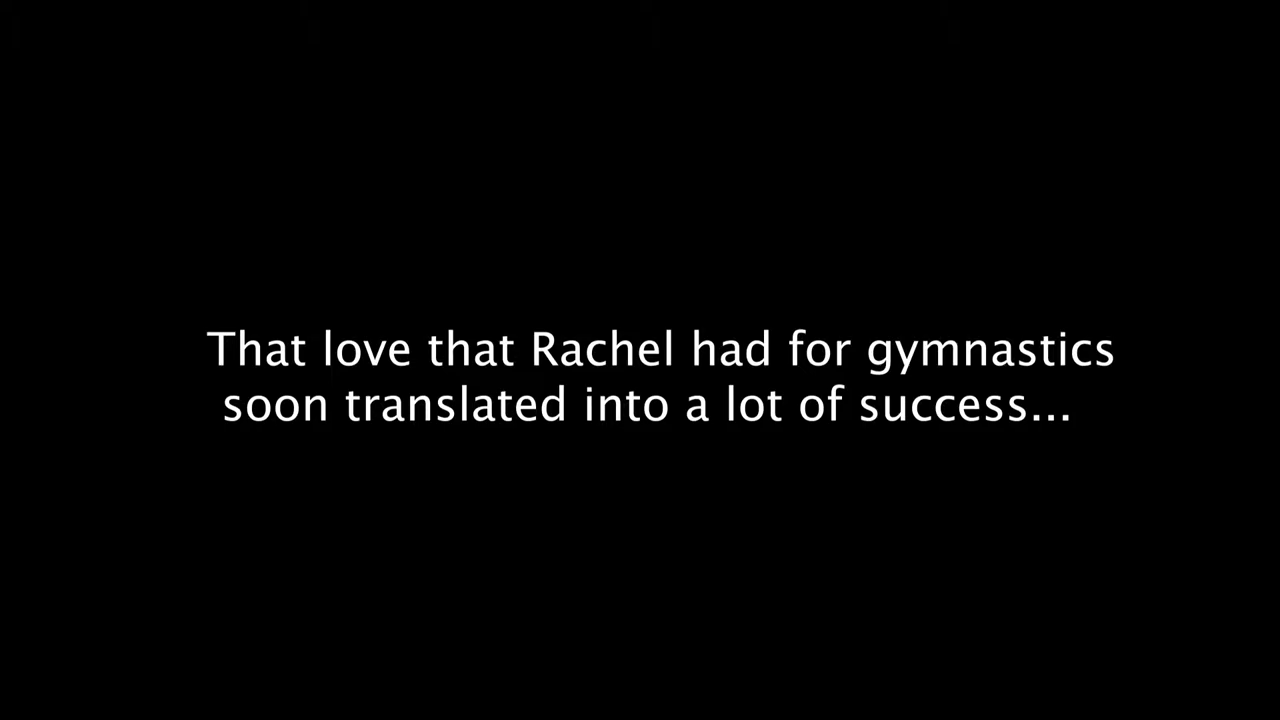 That love that Rachel had for gymnastics
soon translated into a lot of success...